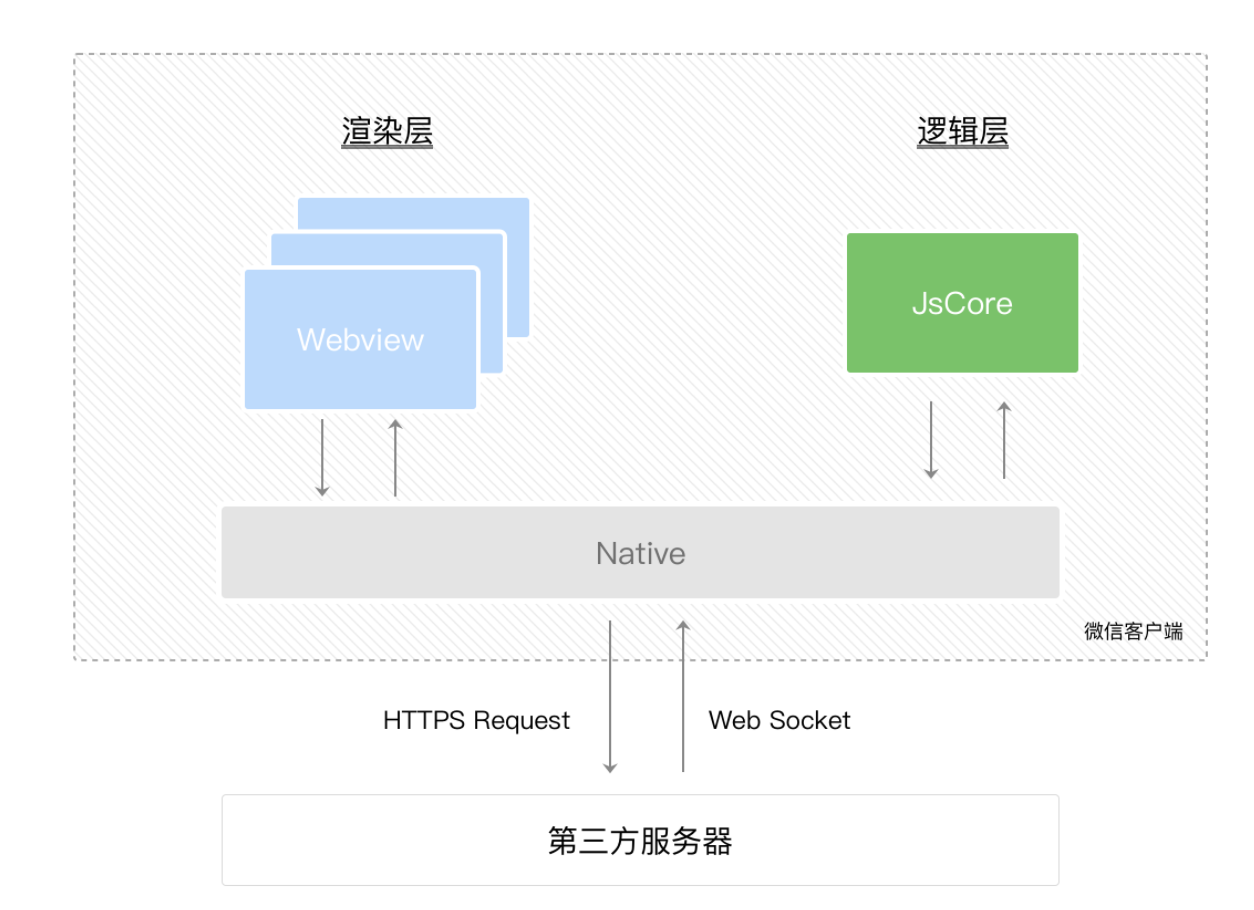 渲染层
逻辑层
Webview
JsCore
Native
微信客户端
HTTPS Request
Web Socket
第三方服务器